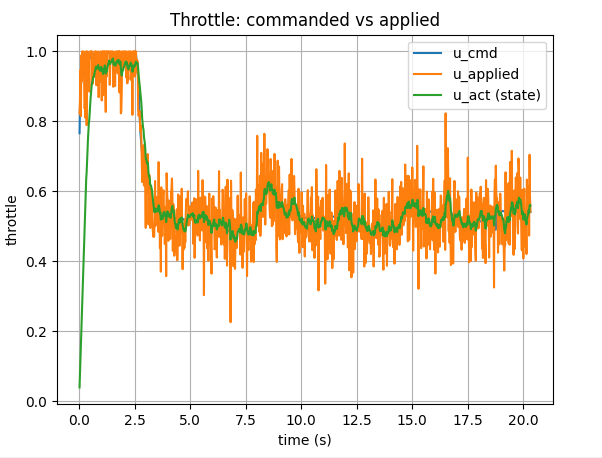 Throttle: commanded vs applied
1.0
0.8
0.6
0.4
0.2
0.0
throttle
u_cmd
u_applied
u_act (state)
0.0 2.5 5.0 7.5 10.0 12.5 15.0 17.5 20.0
time (s)